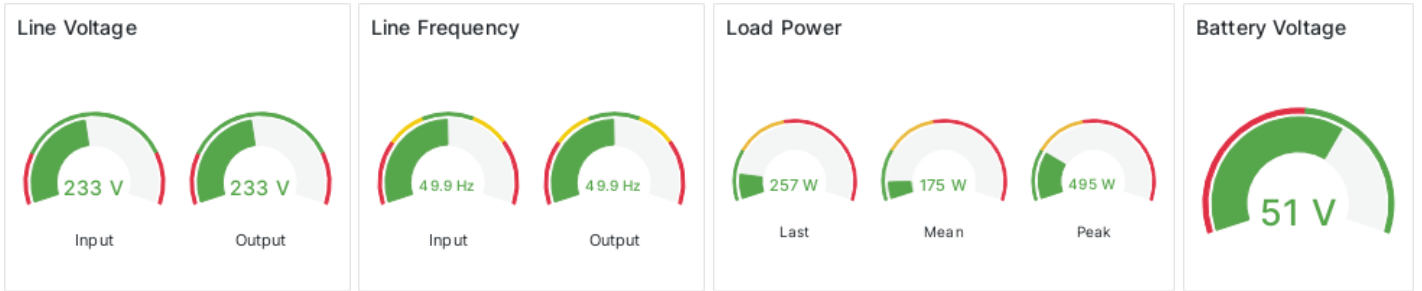 Line Voltage
233 V
Input
233 V
Output
Line Frequency
49.9 Hz
Input
49.9 Hz
Output
Load Power
257 W
Last
175 W
Mean
495 W
Peak
Battery Voltage
51 V